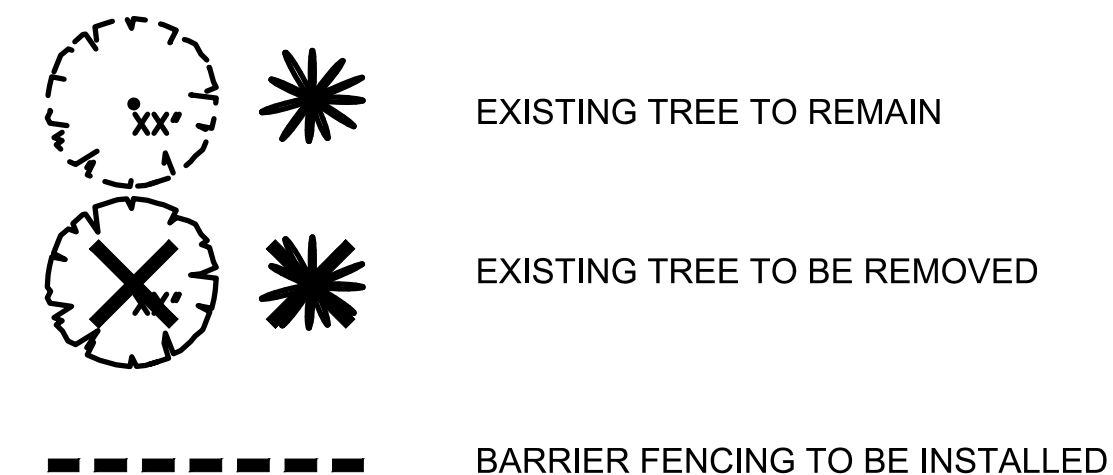 XX" EXISTING TREE TO REMAIN
EXISTING TREE TO BE REMOVED
BARRIER FENCING TO BE INSTALLED